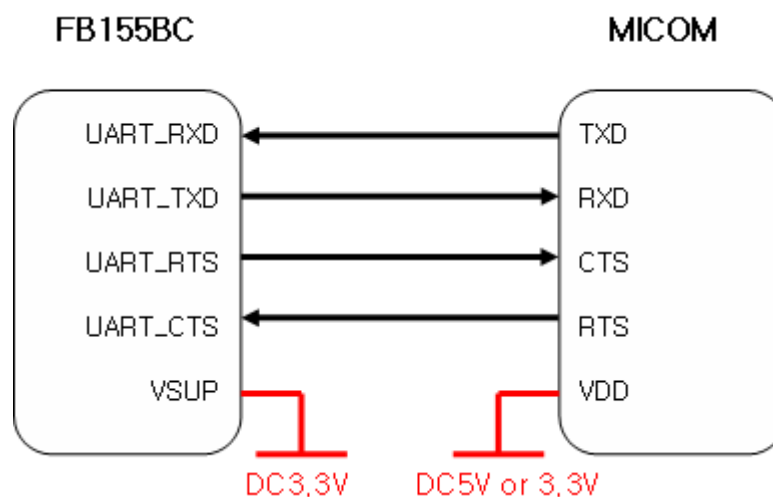 FB155BC MICOM
UART_RXD TXD
UART_TXD RXD
UART_RTS CTS
UART_CTS RTS
VSUP VDD
DC3,3V DC5V or 3,3V